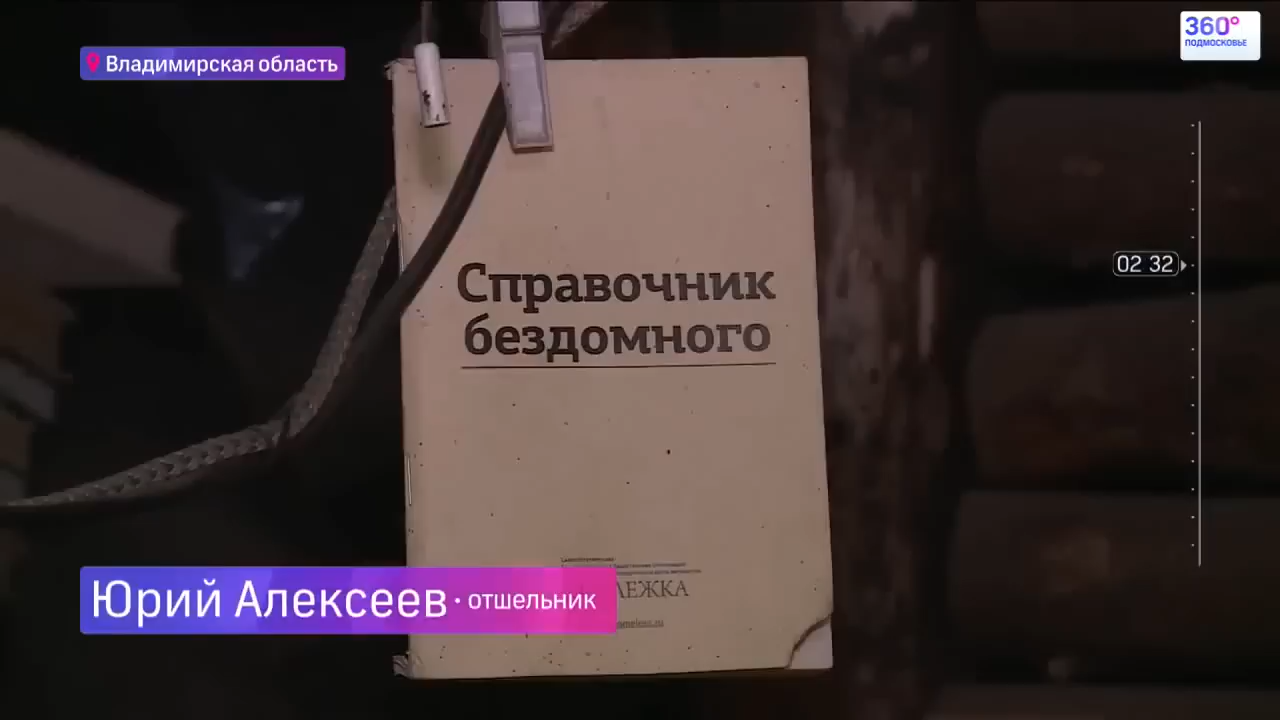 Владимирская область
360°
ПОДМОСКОВЬЕ
02 32
Справочник
бездомного
Юрий Алексеев · отшельник